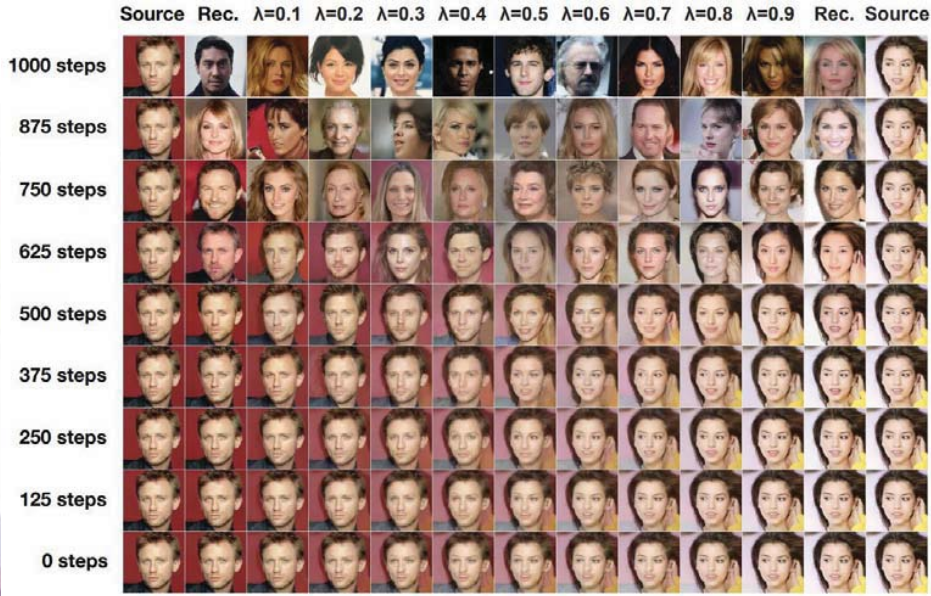 Source Rec. λ=0.1 λ=0.2 λ=0.3 λ=0.4 λ=0.5 λ=0.6 λ=0.7 λ=0.8 λ=0.9 Rec. Source
1000 steps
875 steps
750 steps
625 steps
500 steps
375 steps
250 steps
125 steps
0 steps